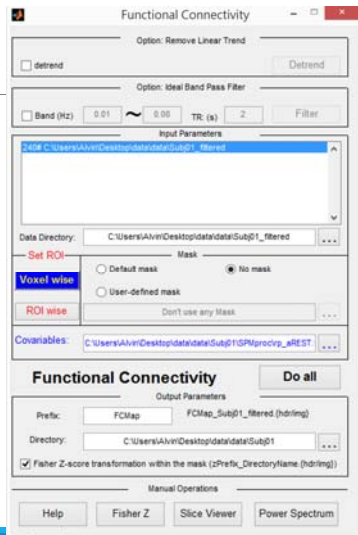 Functional Connectivity
Option: Remove Linear Trend
detrend Detrend
Option: Ideal Band Pass Filter
Band (Hz) 0.01 ~ 0.08 TR: (s) 2 Filter
Input Parameters
240# C:\Users\Alvin\Desktop\data\data\Subj01_filtered
Data Directory: C:\Users\Alvin\Desktop\data\data\Subj01_filtered ...
Set ROI Mask
Voxel wise Default mask No mask
User-defined mask
ROI wise Don't use any Mask ...
Covariables: C:\Users\Alvin\Desktop\data\data\Subj01\SPMproc\rp_aREST ...
Functional Connectivity Do all
Output Parameters
Prefix: FCMap FCMap_Subj01_filtered.{hdr/img}
Directory: C:\Users\Alvin\Desktop\data\data\Subj01 ...
Fisher Z-score transformation within the mask (zPrefix_DirectoryName.{hdr/img})
Manual Operations
Help Fisher Z Slice Viewer Power Spectrum